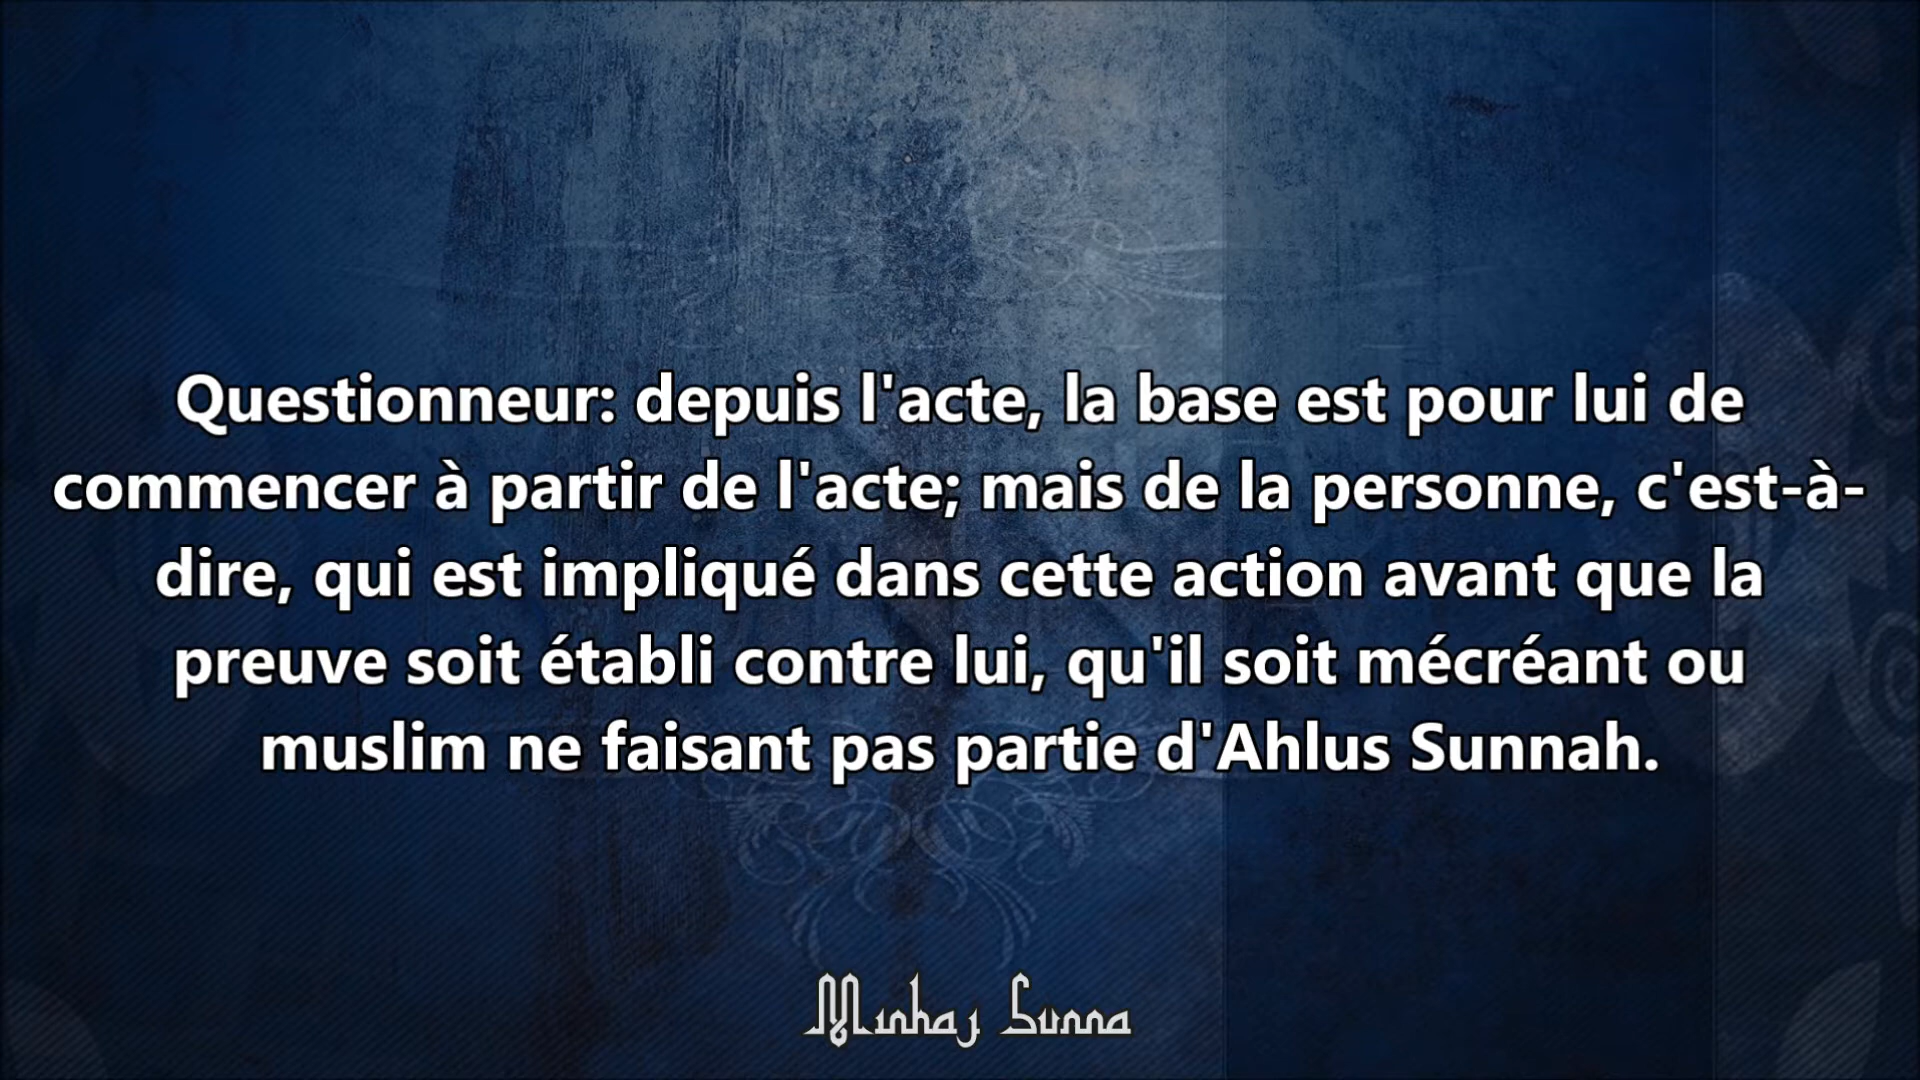 Questionneur: depuis l'acte, la base est pour lui de
commencer à partir de l'acte; mais de la personne, c'est-à-
dire, qui est impliqué dans cette action avant que la
preuve soit établi contre lui, qu'il soit mécréant ou
muslim ne faisant pas partie d'Ahlus Sunnah.
Minhaj Sunna